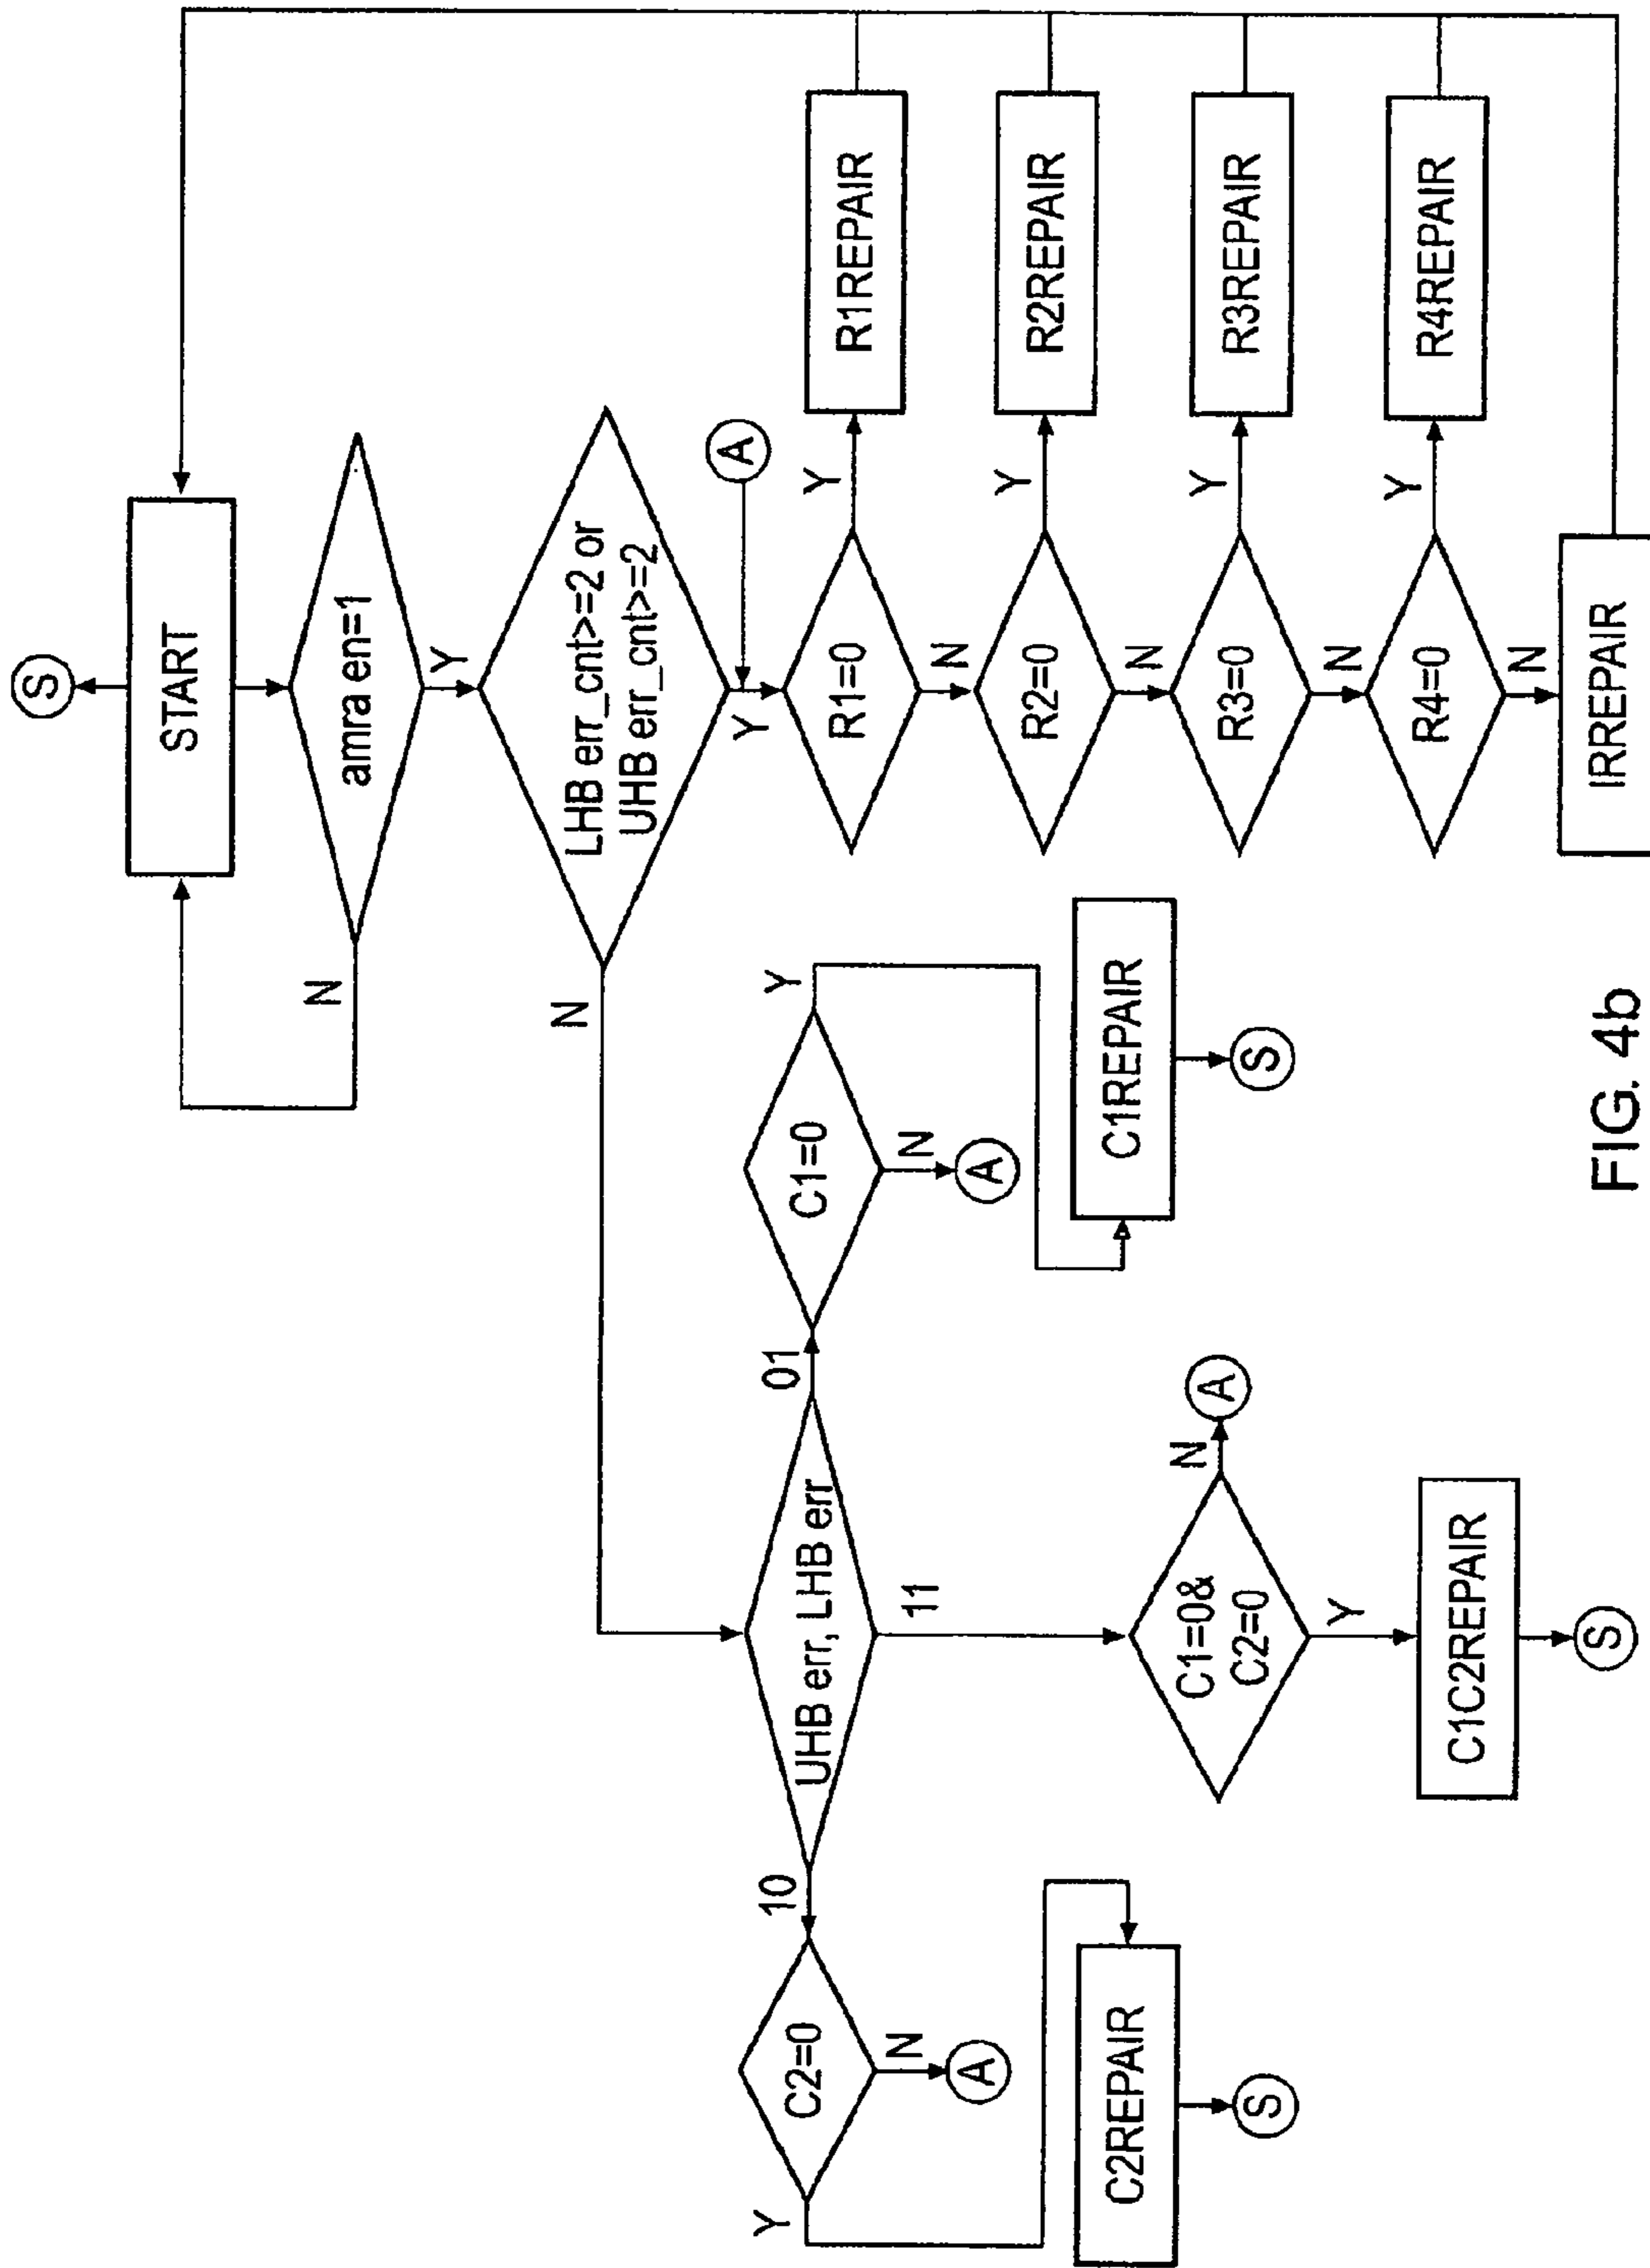 S
START
amra en=1
N
Y
LHB err_cnt>=2 or
UHB err_cnt>=2
N
Y
A
UHB err, LHB err
10
01
11
C2=0
Y
N
A
C2REPAIR
S
C1=0&
C2=0
N
A
Y
C1C2REPAIR
S
C1=0
Y
N
A
C1REPAIR
S
R1=0
Y
R1REPAIR
N
R2=0
Y
R2REPAIR
N
R3=0
Y
R3REPAIR
N
R4=0
Y
R4REPAIR
N
IRREPAIR
FIG. 4b